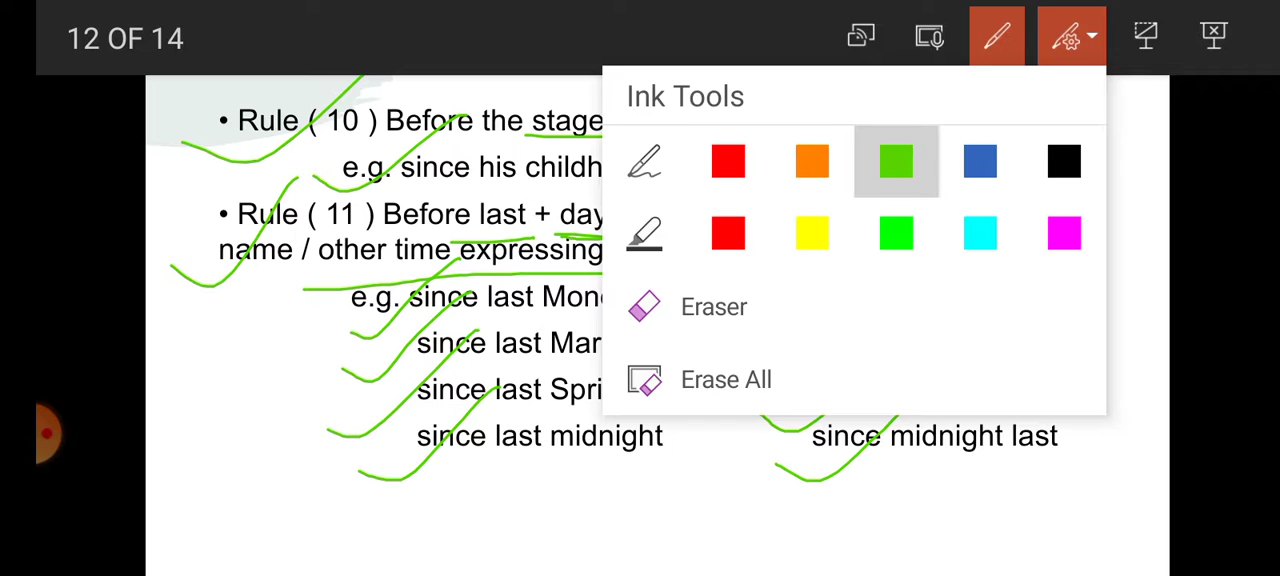 12 OF 14
Ink Tools
Eraser
Erase All
• Rule ( 10 ) Before the stage
e.g. since his childh
• Rule ( 11 ) Before last + day
name / other time expressing
e.g. since last Mon
since last Mar
since last Spri
since last midnight since midnight last